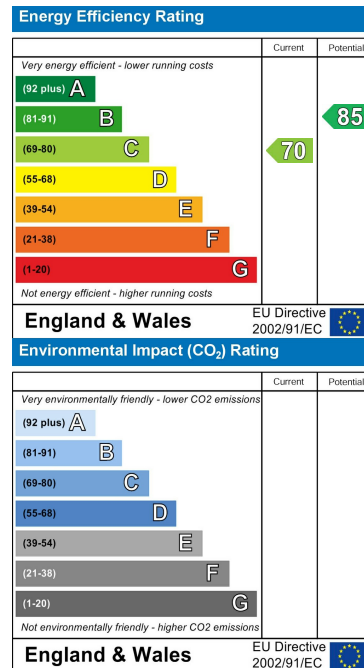 Energy Efficiency Rating
Current Potential
Very energy efficient - lower running costs
(92 plus) A
(81-91) B
85
(69-80) C
70
(55-68) D
(39-54) E
(21-38) F
(1-20) G
Not energy efficient - higher running costs
England & Wales
EU Directive
2002/91/EC
Environmental Impact (CO₂) Rating
Current Potential
Very environmentally friendly - lower CO2 emissions
(92 plus) A
(81-91) B
(69-80) C
(55-68) D
(39-54) E
(21-38) F
(1-20) G
Not environmentally friendly - higher CO2 emissions
England & Wales
EU Directive
2002/91/EC